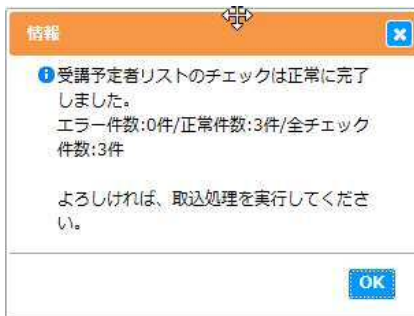 情報
受講予定者リストのチェックは正常に完了
しました。
エラー件数:0件/正常件数:3件/全チェック
件数:3件
よろしければ、取込処理を実行してくださ
い。
OK